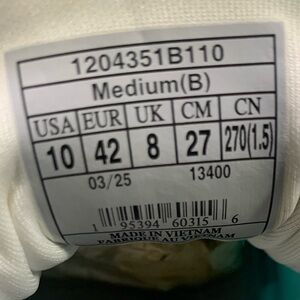 1204351B110
Medium(B)
USA EUR UK CM CN
10 42 8 27 270(1.5)
03/25 13400
1 95394 60315 6
MADE IN VIETNAM
FABRIQUE AU VIETNAM